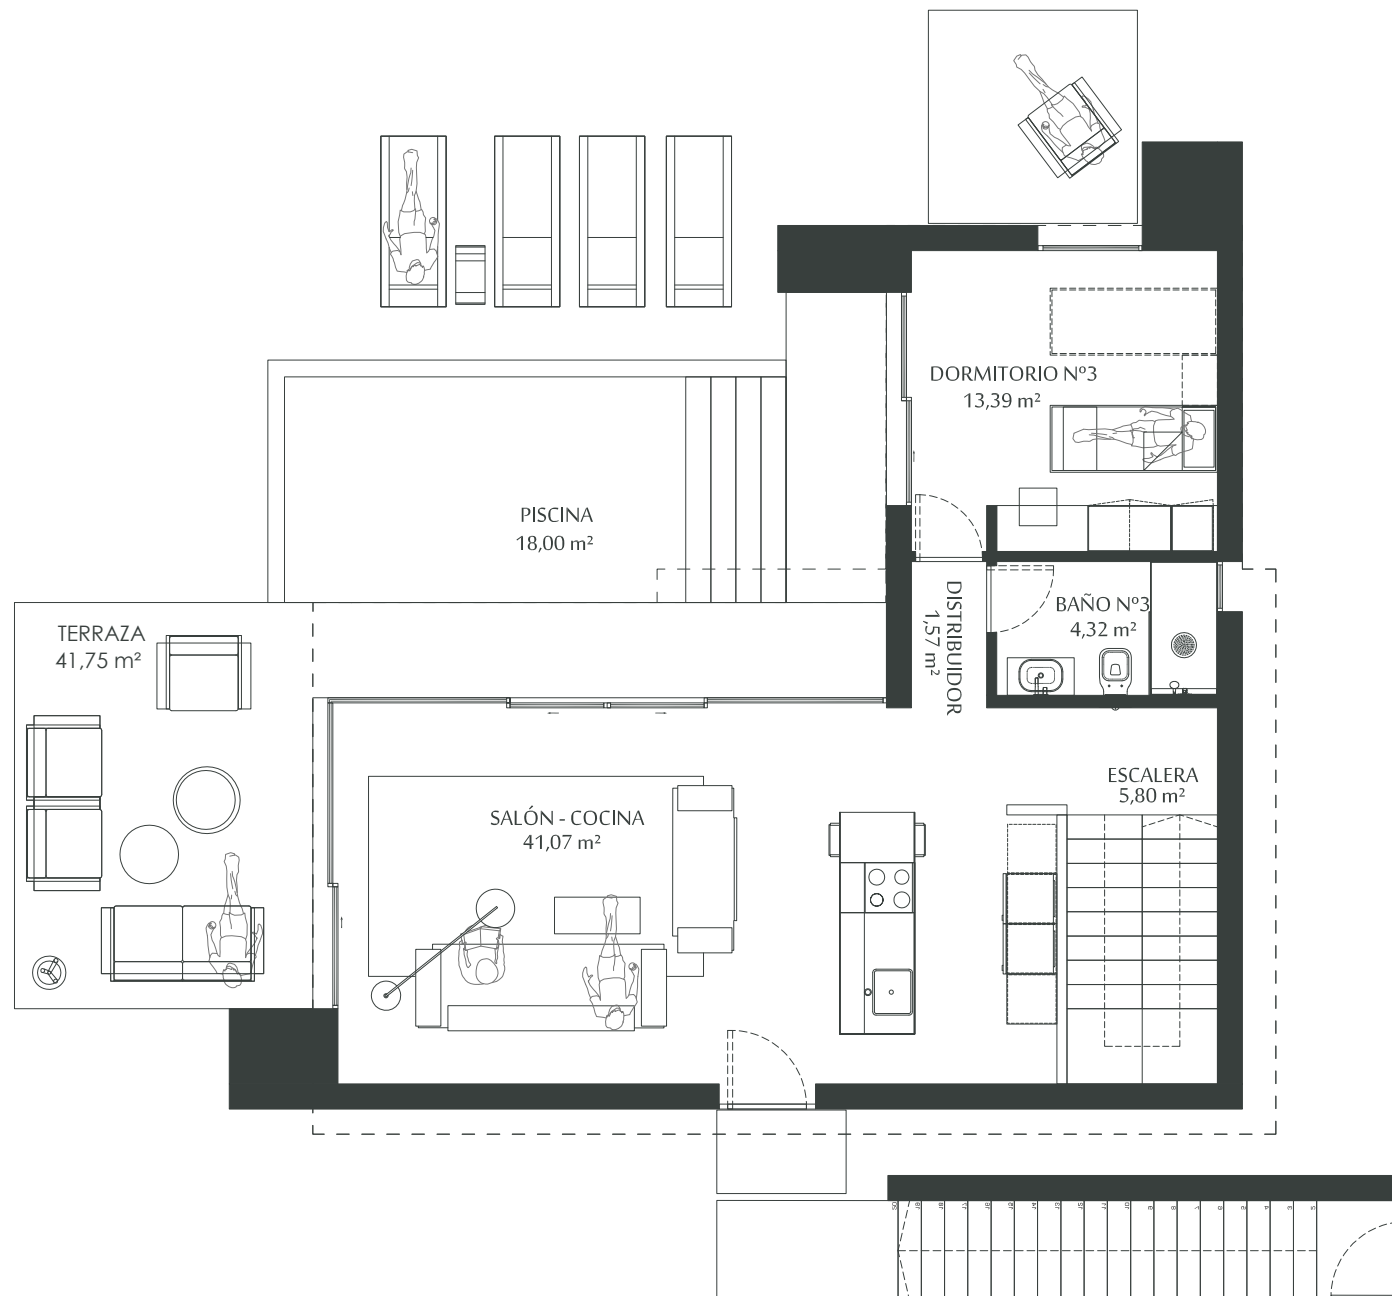 DORMITORIO Nº3
13,39 m²
PISCINA
18,00 m²
TERRAZA
41,75 m²
DISTRIBUIDOR
1,57 m²
BAÑO Nº3
4,32 m²
ESCALERA
5,80 m²
SALÓN - COCINA
41,07 m²